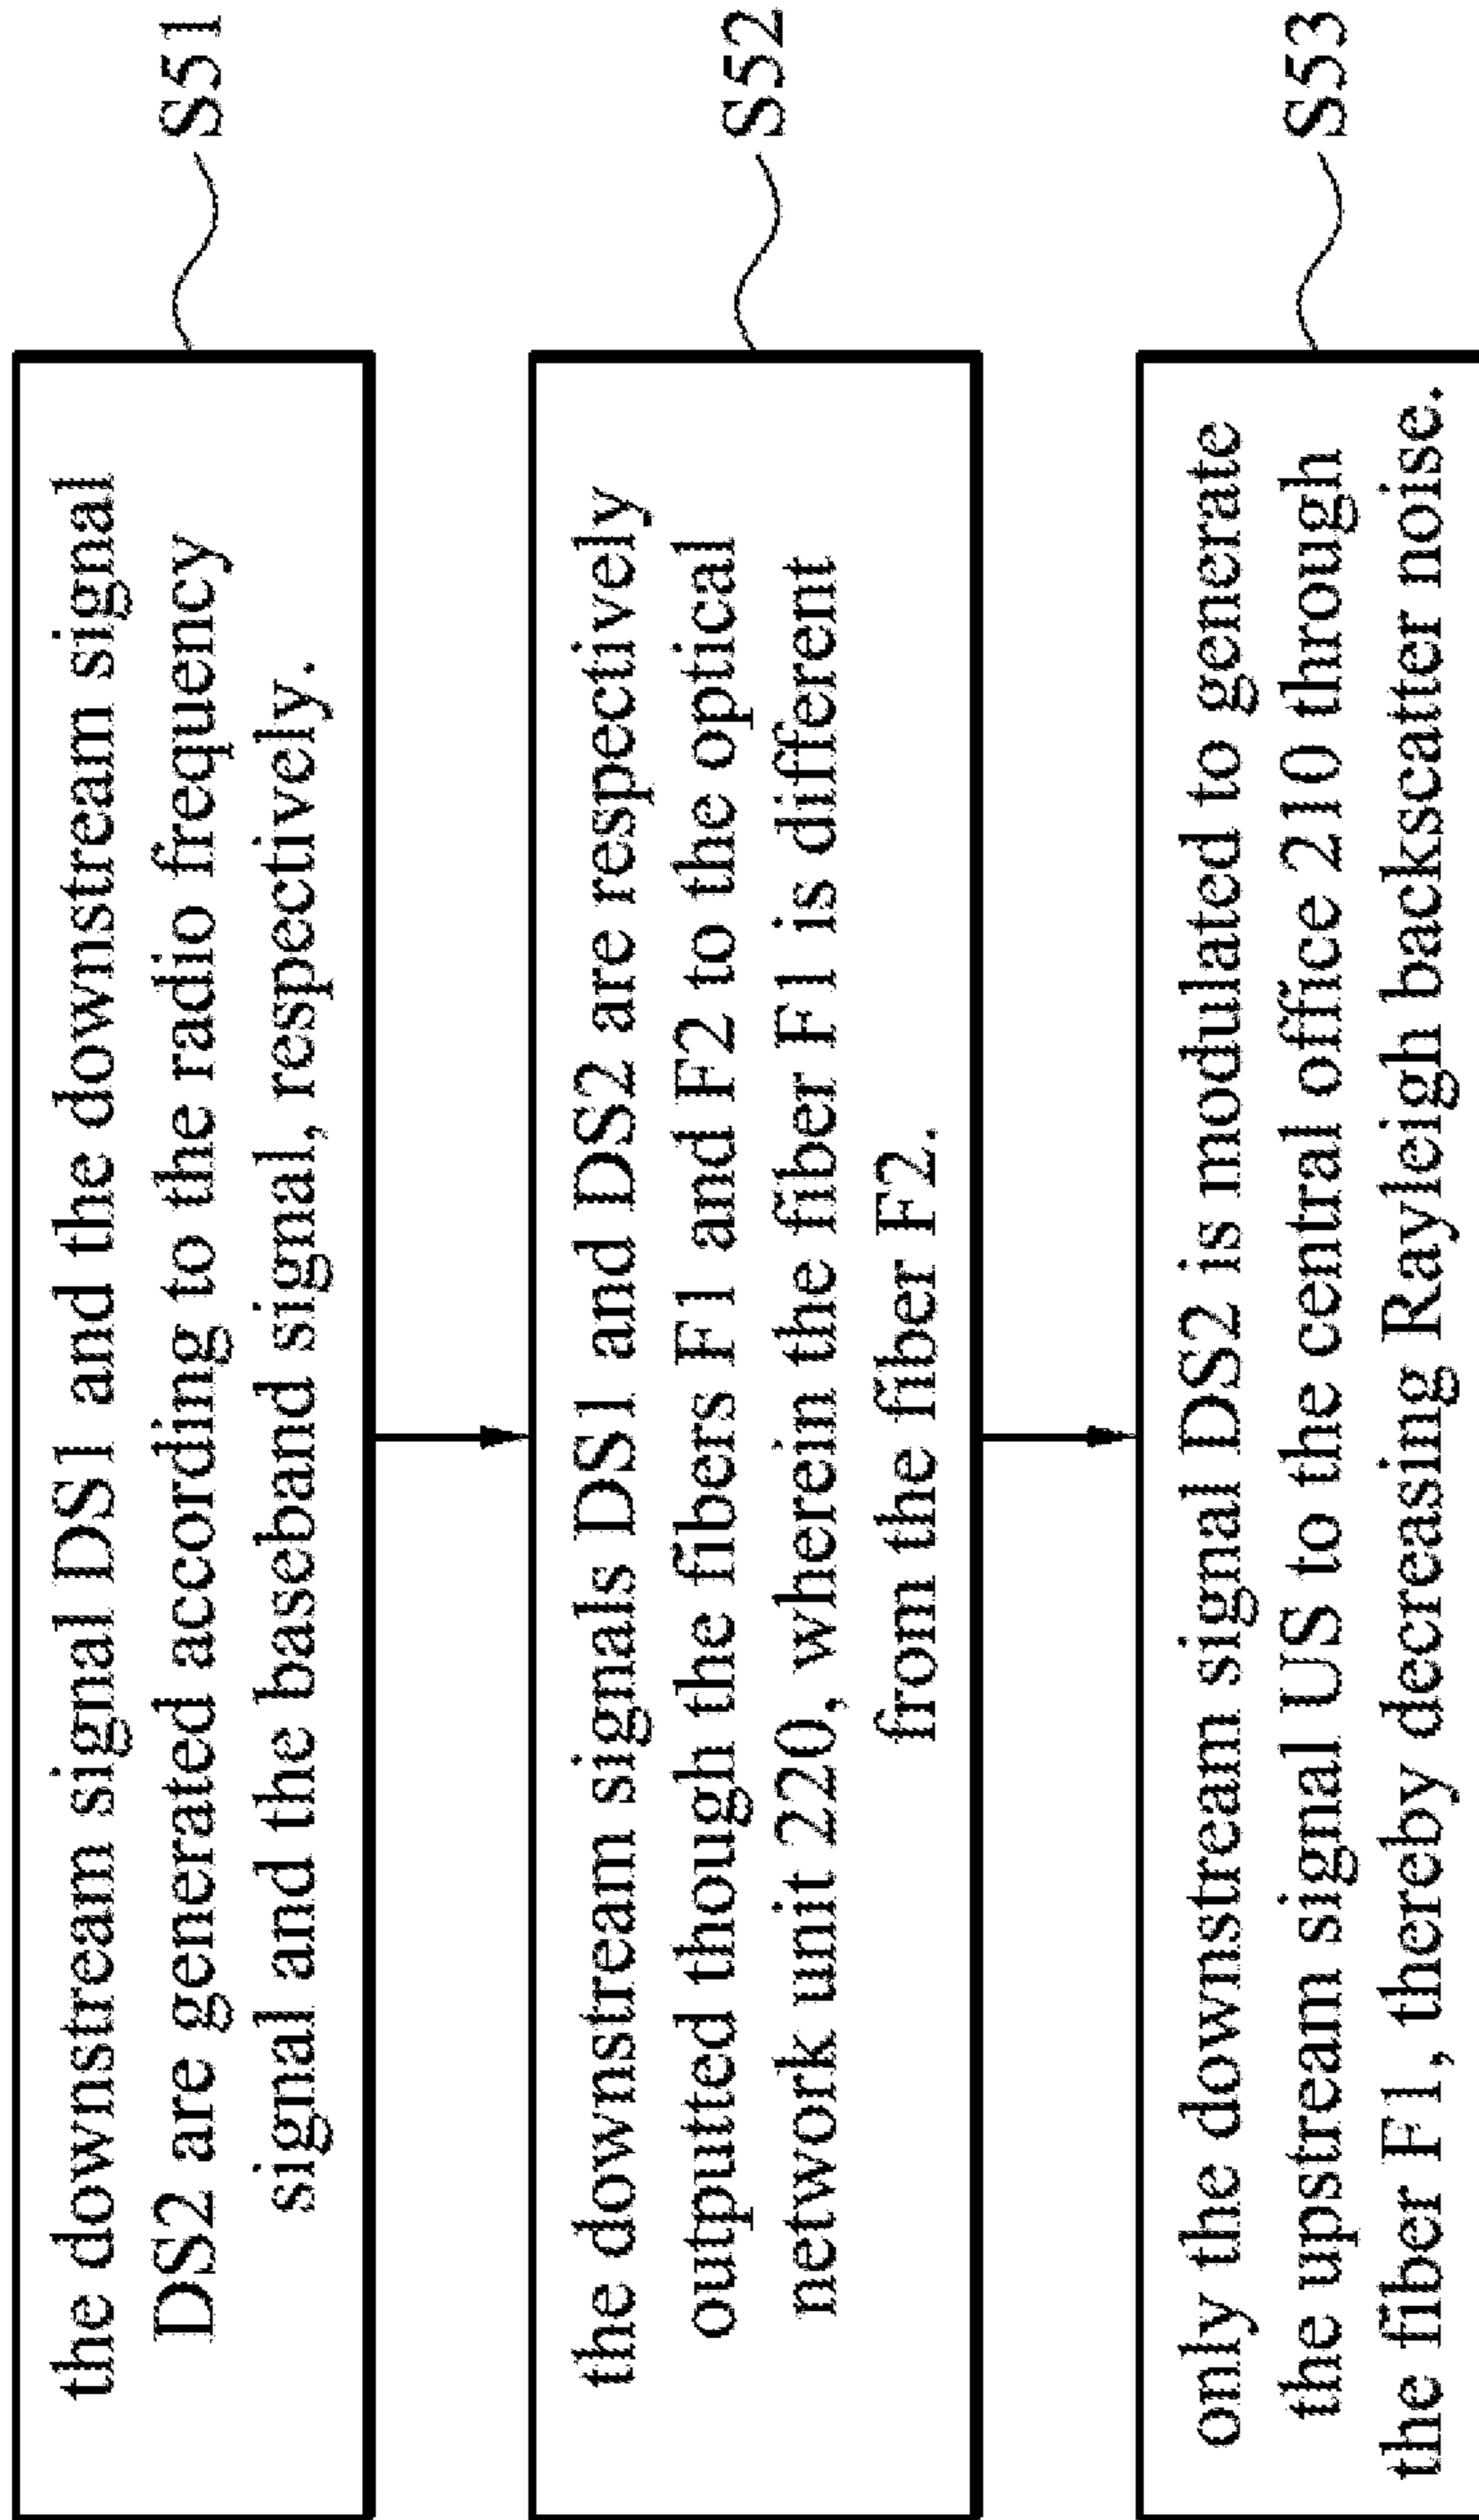 the downstream signal DS1 and the downstream signal
DS2 are generated according to the radio frequency
signal and the baseband signal, respectively.
S51
the downstream signals DS1 and DS2 are respectively
outputted though the fibers F1 and F2 to the optical
network unit 220, wherein the fiber F1 is different
from the fiber F2.
S52
only the downstream signal DS2 is modulated to generate
the upstream signal US to the central office 210 through
the fiber F1, thereby decreasing Rayleigh backscatter noise.
S53